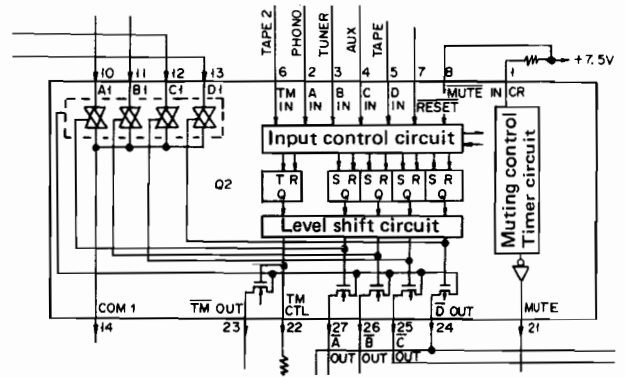 TAPE 2 PHONO TUNER AUX TAPE
+7.5V
10 11 12 13 6 2 3 4 5 7 8 1
A1 B1 C1 D1 TM IN A IN B IN C IN D IN RESET MUTE IN CR
Input control circuit
Q2
T R S R S R S R S R
Q Q Q Q Q
Level shift circuit
Muting control
Timer circuit
COM 1 TM OUT TM CTL D OUT MUTE
14 23 22 27 26 25 24 21
A OUT B OUT C OUT